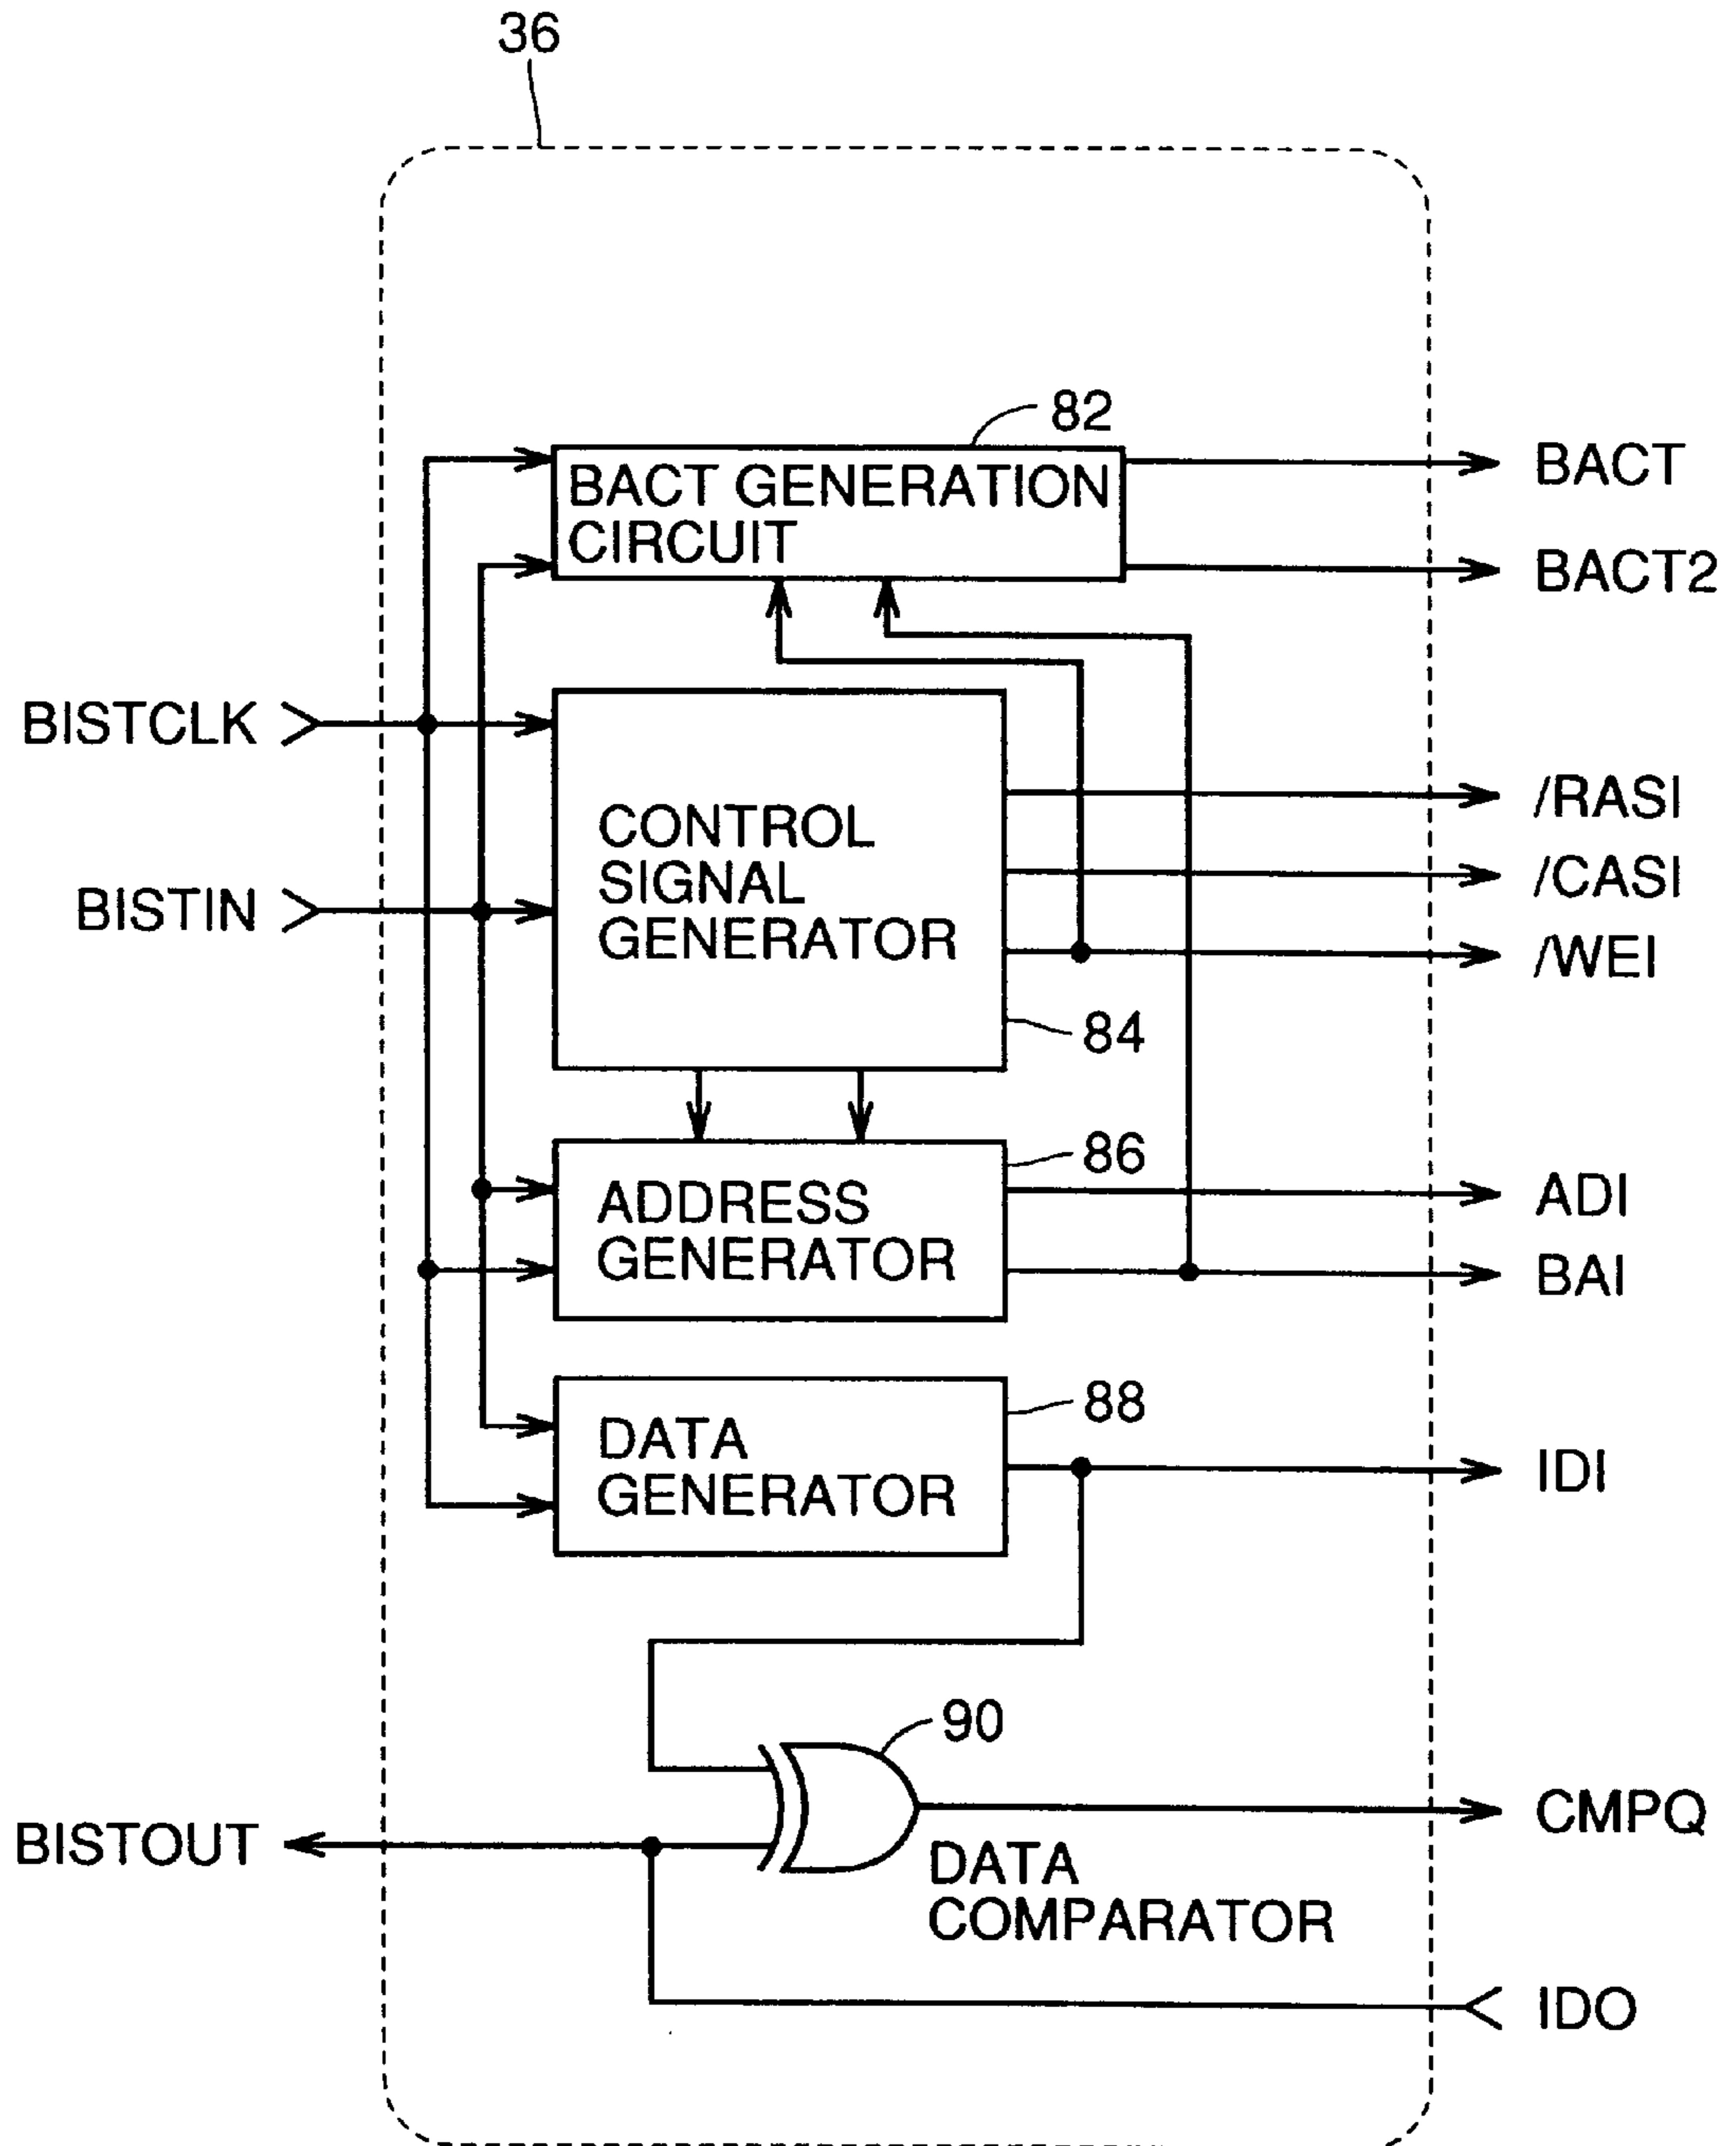 36
82
BACT GENERATION
CIRCUIT
BACT
BACT2
BISTCLK
BISTIN
CONTROL
SIGNAL
GENERATOR
84
/RASI
/CASI
/WEI
86
ADDRESS
GENERATOR
ADI
BAI
88
DATA
GENERATOR
IDI
90
BISTOUT
DATA
COMPARATOR
CMPQ
IDO